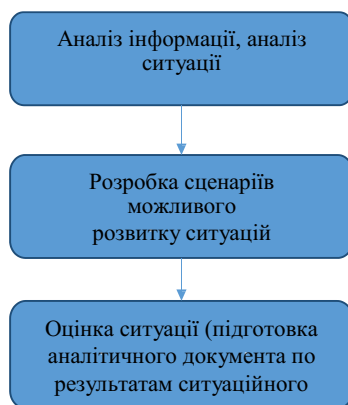 Аналіз інформації, аналіз
ситуації
Розробка сценаріїв
можливого
розвитку ситуацій
Оцінка ситуації (підготовка
аналітичного документа по
результатам ситуаційного